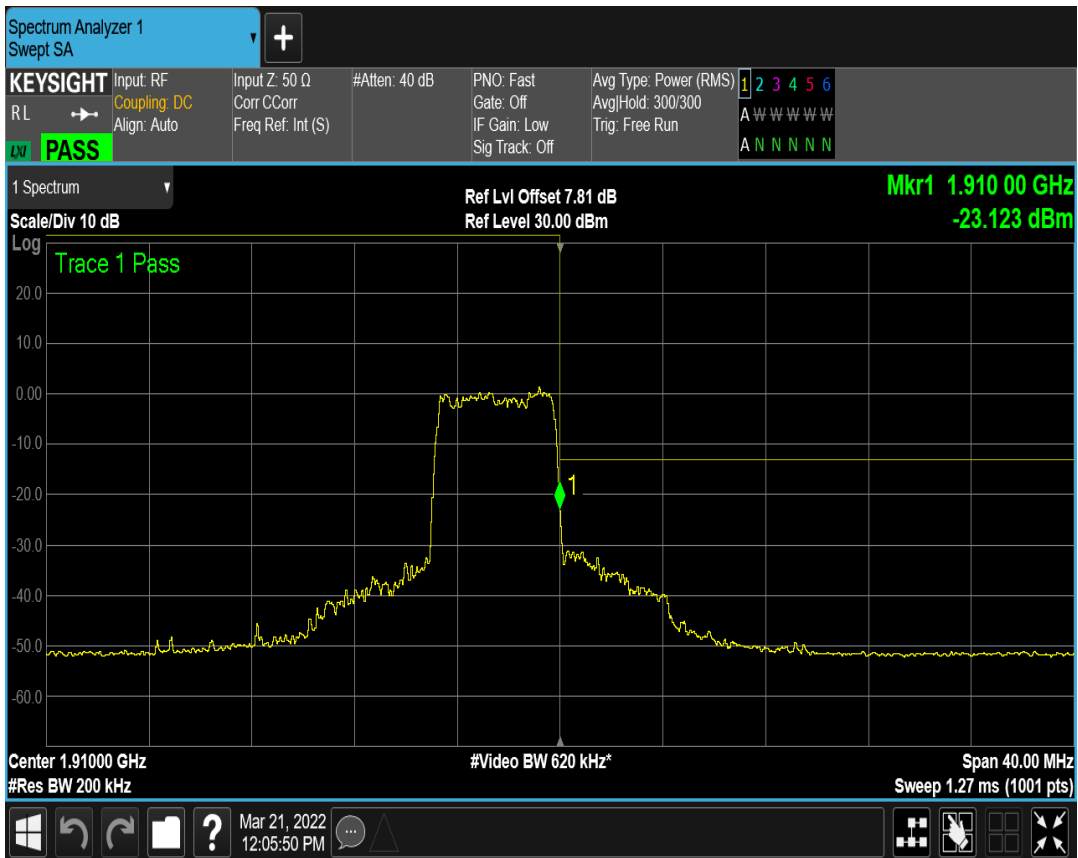 Spectrum Analyzer 1
Swept SA
+
KEYSIGHT
RL
LXI PASS
Input: RF
Coupling: DC
Align: Auto
Input Z: 50 Ω
Corr CCorr
Freq Ref: Int (S)
#Atten: 40 dB
PNO: Fast
Gate: Off
IF Gain: Low
Sig Track: Off
Avg Type: Power (RMS)
Avg|Hold: 300/300
Trig: Free Run
1 2 3 4 5 6
A W W W W W
A N N N N N
1 Spectrum
Scale/Div 10 dB
Ref Lvl Offset 7.81 dB
Ref Level 30.00 dBm
Mkr1 1.910 00 GHz
-23.123 dBm
Log
Trace 1 Pass
20.0
10.0
0.00
-10.0
1
-20.0
-30.0
-40.0
-50.0
-60.0
Center 1.91000 GHz
#Res BW 200 kHz
#Video BW 620 kHz*
Span 40.00 MHz
Sweep 1.27 ms (1001 pts)
?
Mar 21, 2022
12:05:50 PM